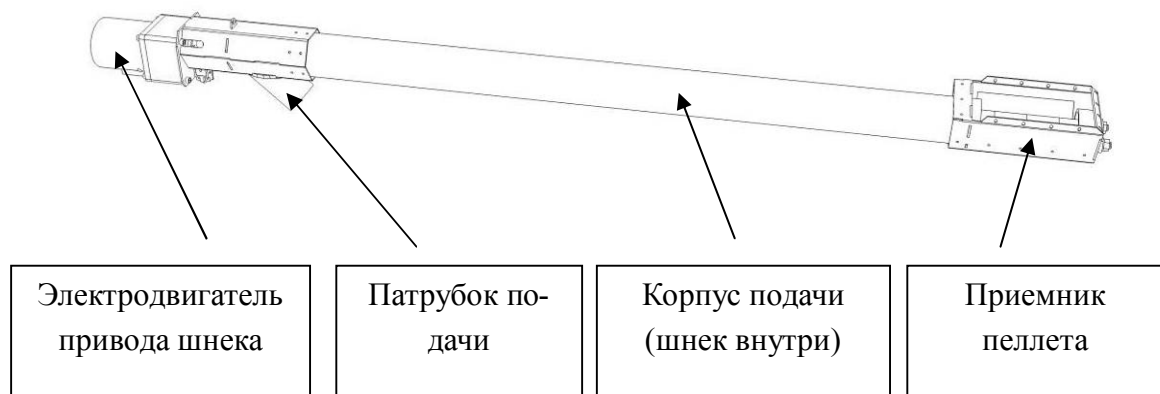 Электродвигатель
привода шнека
Патрубок по-
дачи
Корпус подачи
(шнек внутри)
Приемник
пеллета